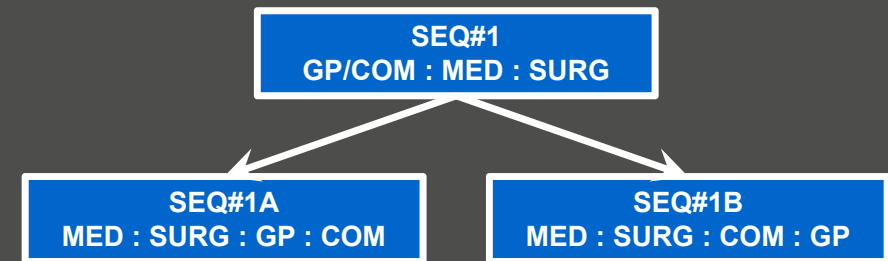 SEQ#1
GP/COM : MED : SURG
SEQ#1A
MED : SURG : GP : COM
SEQ#1B
MED : SURG : COM : GP